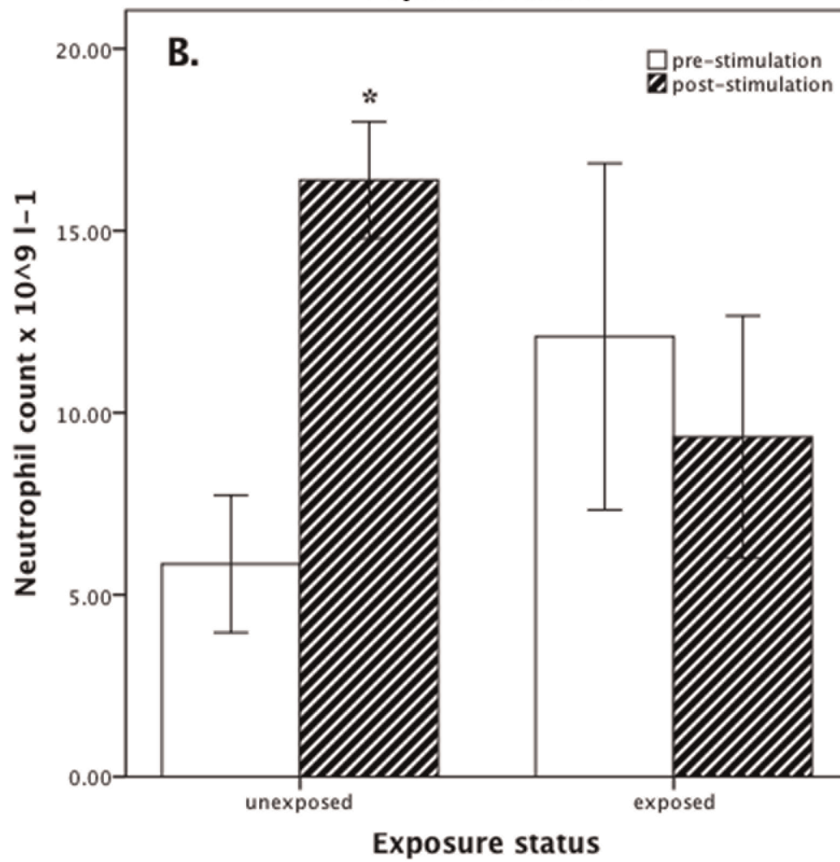 B.
*
pre-stimulation
post-stimulation
Neutrophil count x 10^9 l-1
20.00
15.00
10.00
5.00
0.00
unexposed
exposed
Exposure status